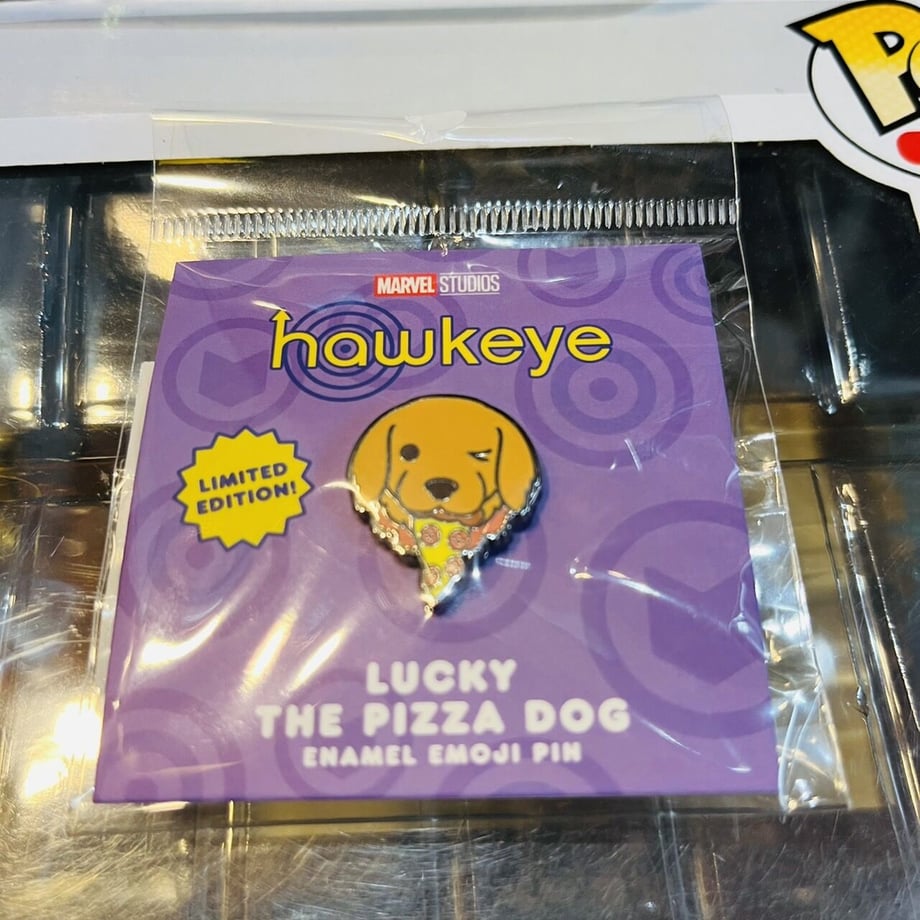 MARVEL STUDIOS
hawkeye
LIMITED
EDITION!
LUCKY
THE PIZZA DOG
ENAMEL EMOJI PIN